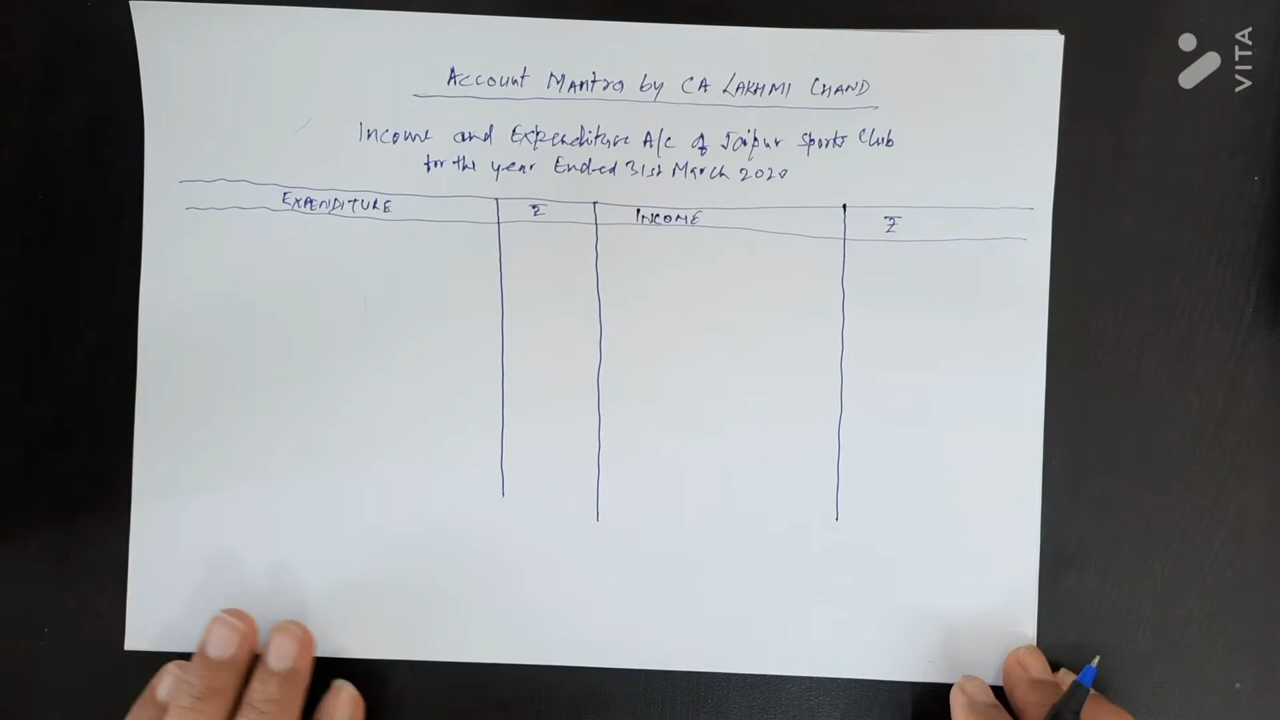 Account Mantra by CA LAKHMI CHAND
Income and Expenditure A/c of Jaipur Sports Club
for the year Ended 31st March 2020
EXPENDITURE ₹ INCOME ₹
VITA